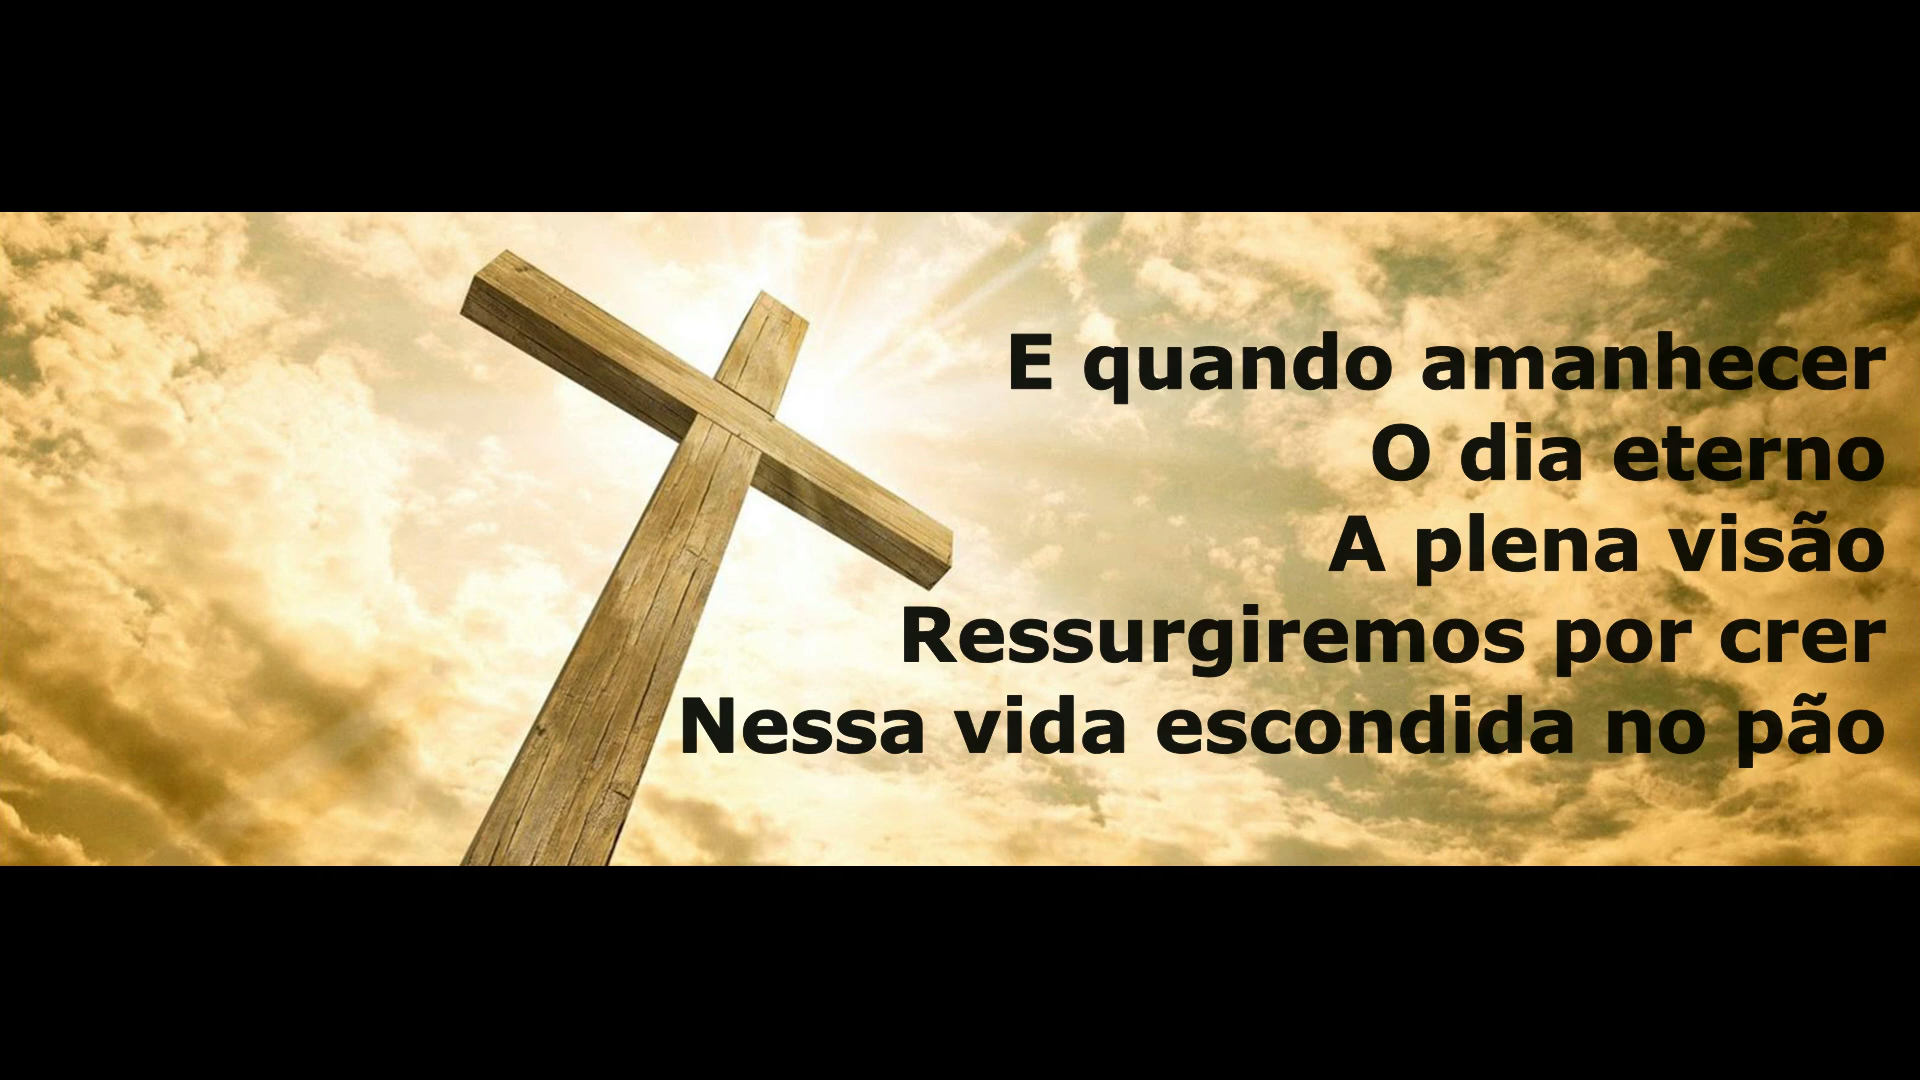 E quando amanhecer
O dia eterno
A plena visão
Ressurgiremos por crer
Nessa vida escondida no pão